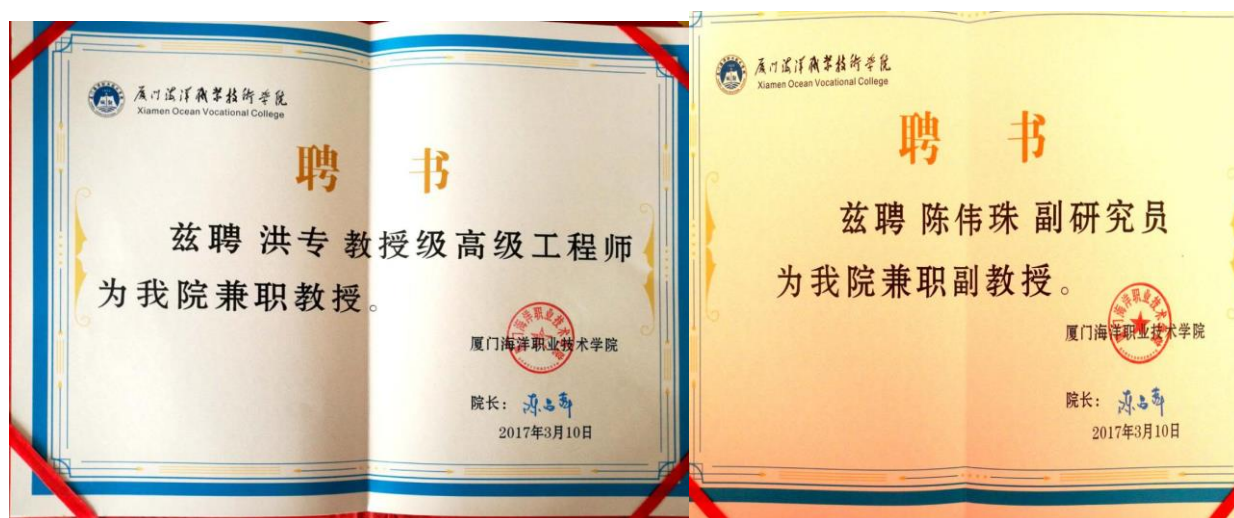 厦门海洋职业技术学院
Xiamen Ocean Vocational College
聘 书
兹聘 洪专 教授级高级工程师
为我院兼职教授。
厦门海洋职业技术学院
院长：
2017年3月10日
厦门海洋职业技术学院
Xiamen Ocean Vocational College
聘 书
兹聘 陈伟珠 副研究员
为我院兼职副教授。
厦门海洋职业技术学院
院长：
2017年3月10日